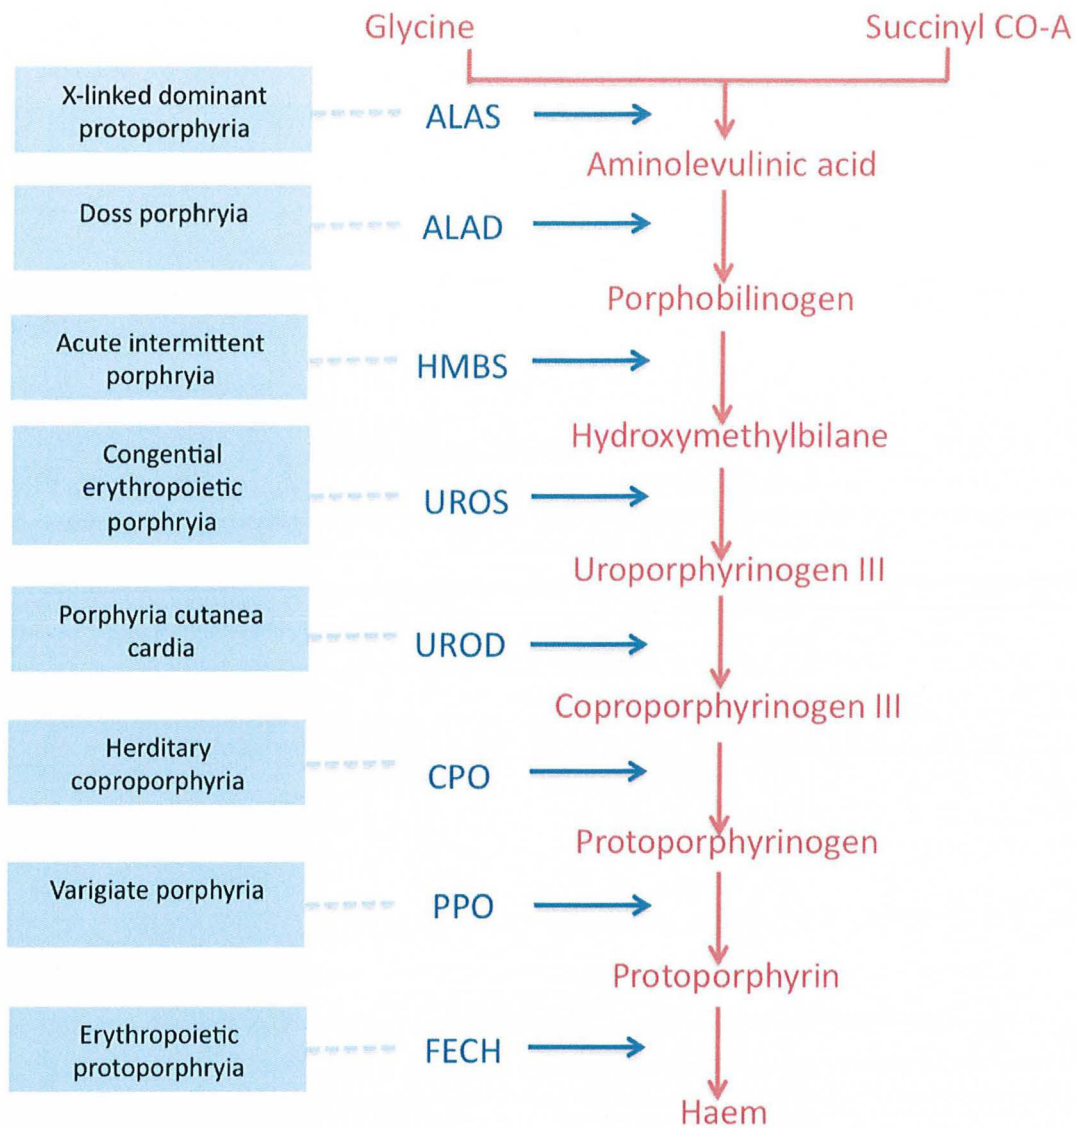 Glycine
Succinyl CO-A
X-linked dominant
protoporphyria
ALAS
Aminolevulinic acid
Doss porphryia
ALAD
Porphobilinogen
Acute intermittent
porphryia
HMBS
Hydroxymethylbilane
Congential
erythropoietic
porphryia
UROS
Uroporphyrinogen III
Porphyria cutanea
cardia
UROD
Coproporphyrinogen III
Herditary
coproporphyria
CPO
Protoporphyrinogen
Varigiate porphyria
PPO
Protoporphyrin
Erythropoietic
protoporphryia
FECH
Haem